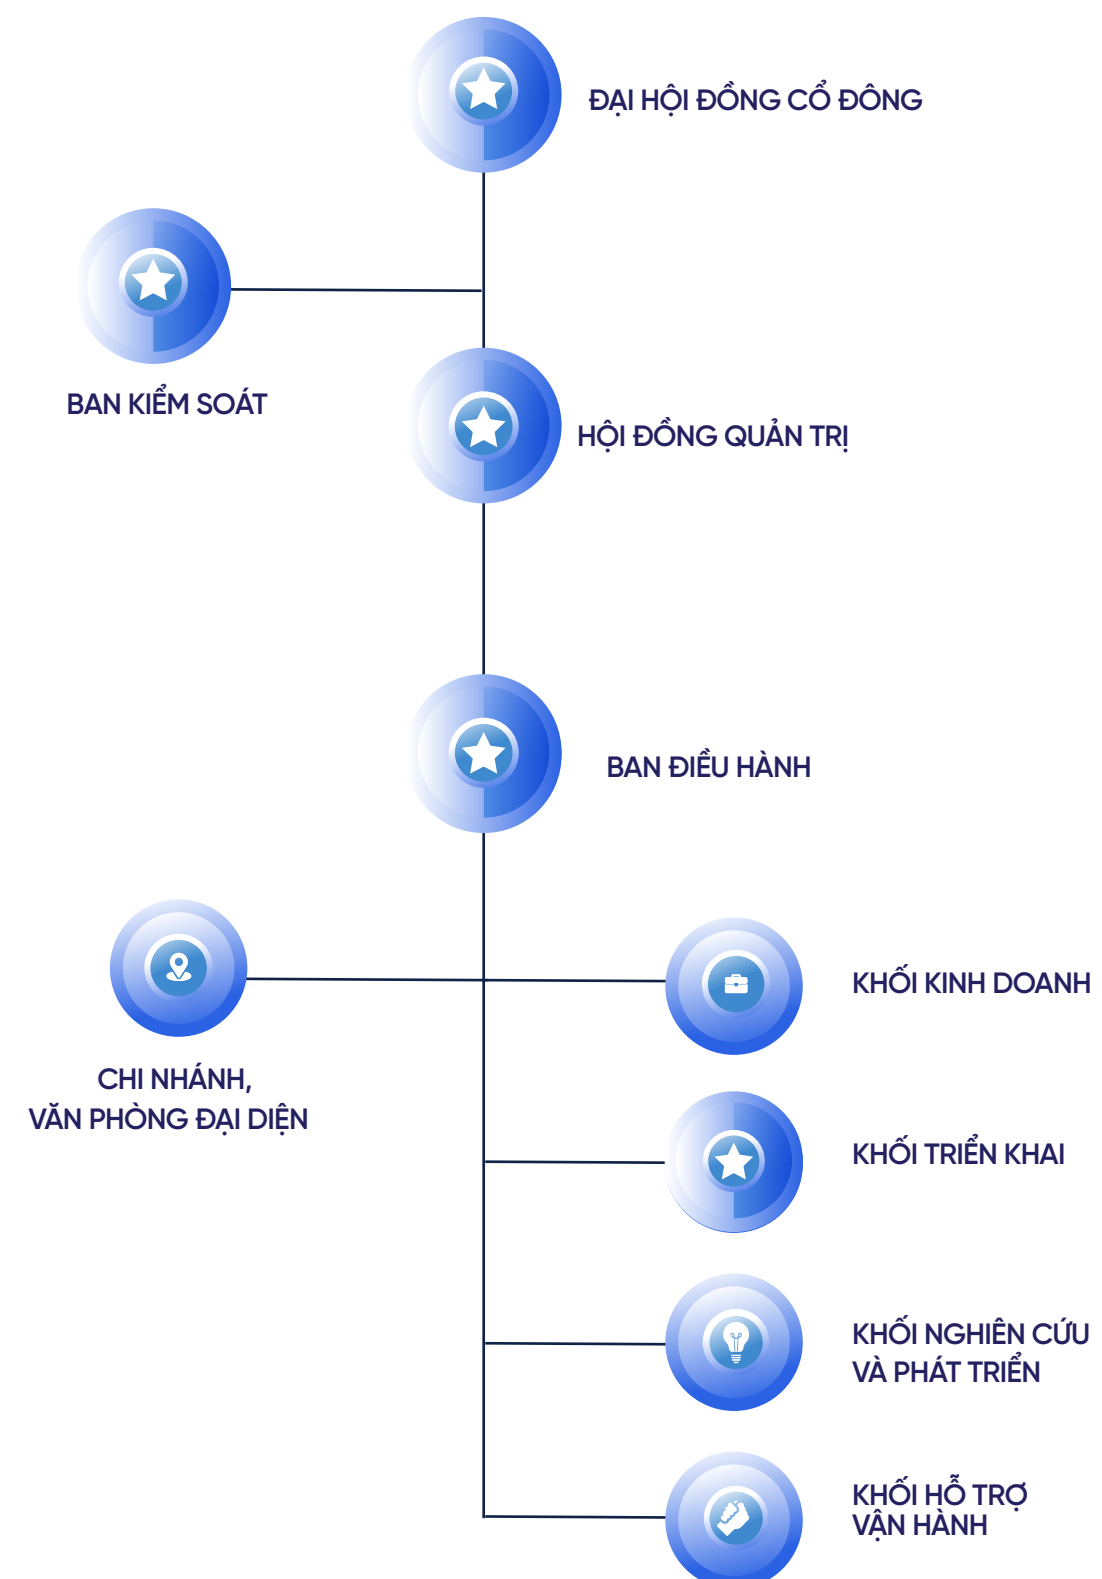 ĐẠI HỘI ĐỒNG CỔ ĐÔNG
BAN KIỂM SOÁT
HỘI ĐỒNG QUẢN TRỊ
BAN ĐIỀU HÀNH
CHI NHÁNH,
VĂN PHÒNG ĐẠI DIỆN
KHỐI KINH DOANH
KHỐI TRIỂN KHAI
KHỐI NGHIÊN CỨU
VÀ PHÁT TRIỂN
KHỐI HỖ TRỢ
VẬN HÀNH